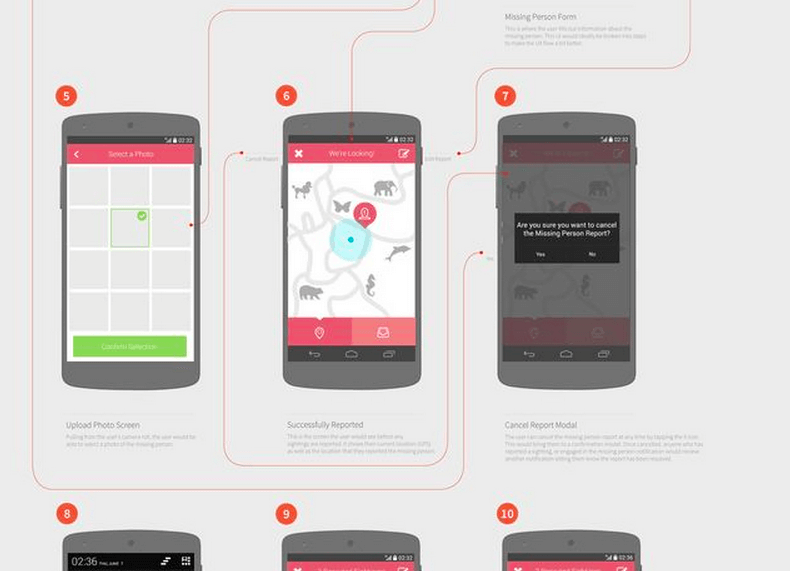 Missing Person Form
This is where the user fills out information about the
missing person. This UI would ideally be broken into steps
to make the UX flow a bit better.
5
6
7
02:32
02:32
02:32
Select a Photo
We're Looking!
Cancel Report
Edit Report
Are you sure you want to cancel
the Missing Person Report?
Yes
No
Yes
Confirm Selection
Upload Photo Screen
Pulling from the user's camera roll, the user would be
able to select a photo of the missing person.
Successfully Reported
This is the screen the user would see before any
sightings are reported. It shows their current location (GPS)
as well as the location that they reported the missing person.
Cancel Report Modal
The user can cancel the missing person report at any time by tapping the X icon.
This would bring them to a confirmation modal. Once cancelled, anyone who has
reported a sighting, or engaged in the missing person notification would receive
another notification letting them know the report has been resolved.
8
9
10
02:36
02:32
02:36